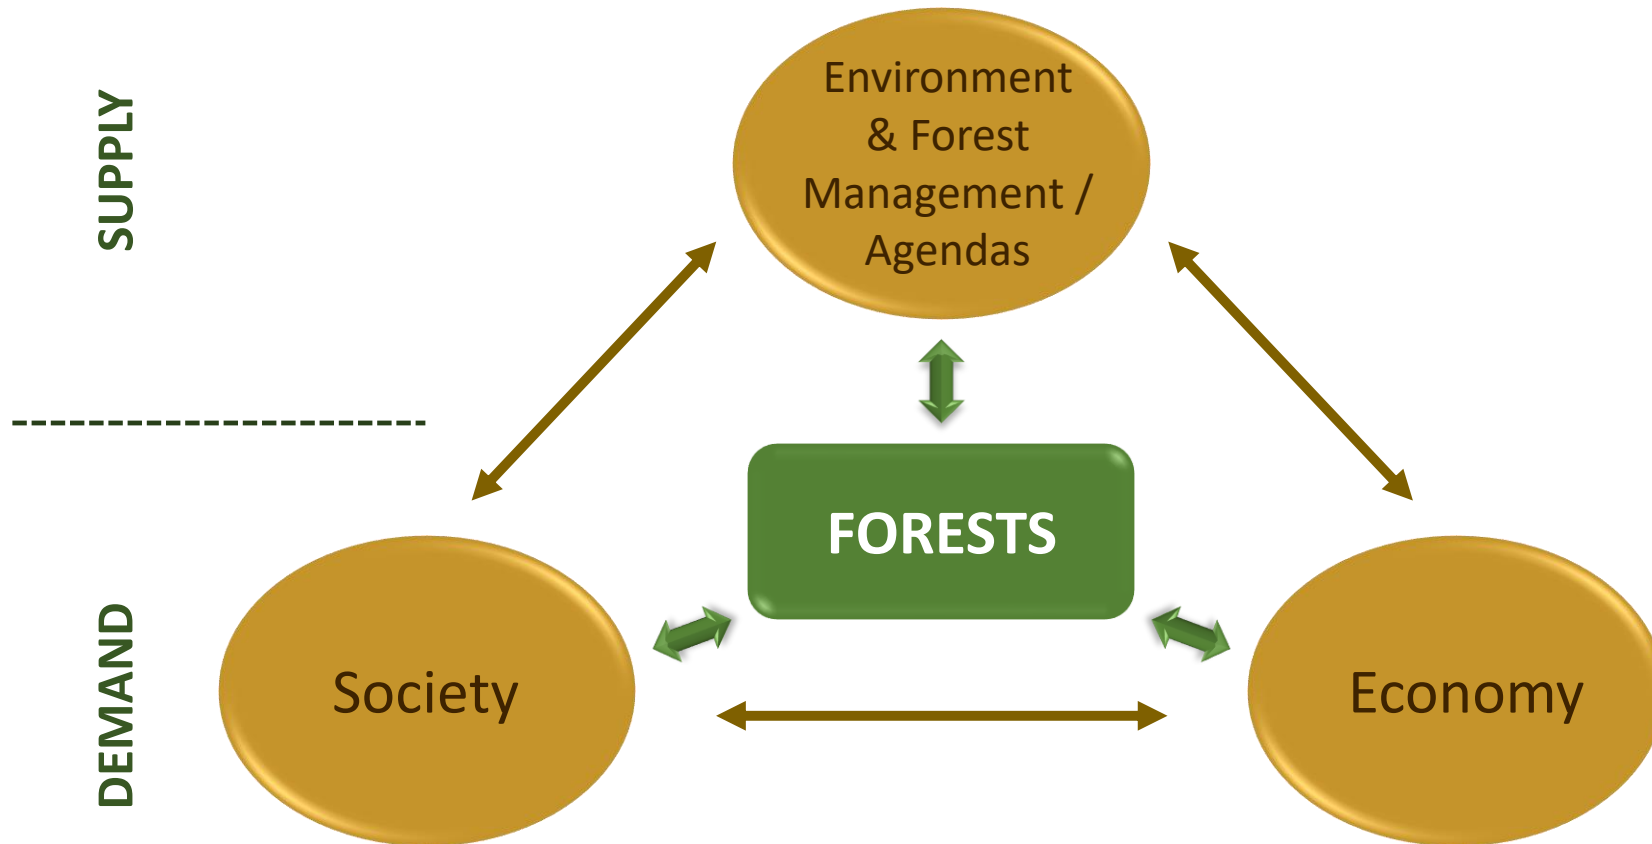 SUPPLY
Environment
& Forest
Management /
Agendas
FORESTS
DEMAND
Society
Economy